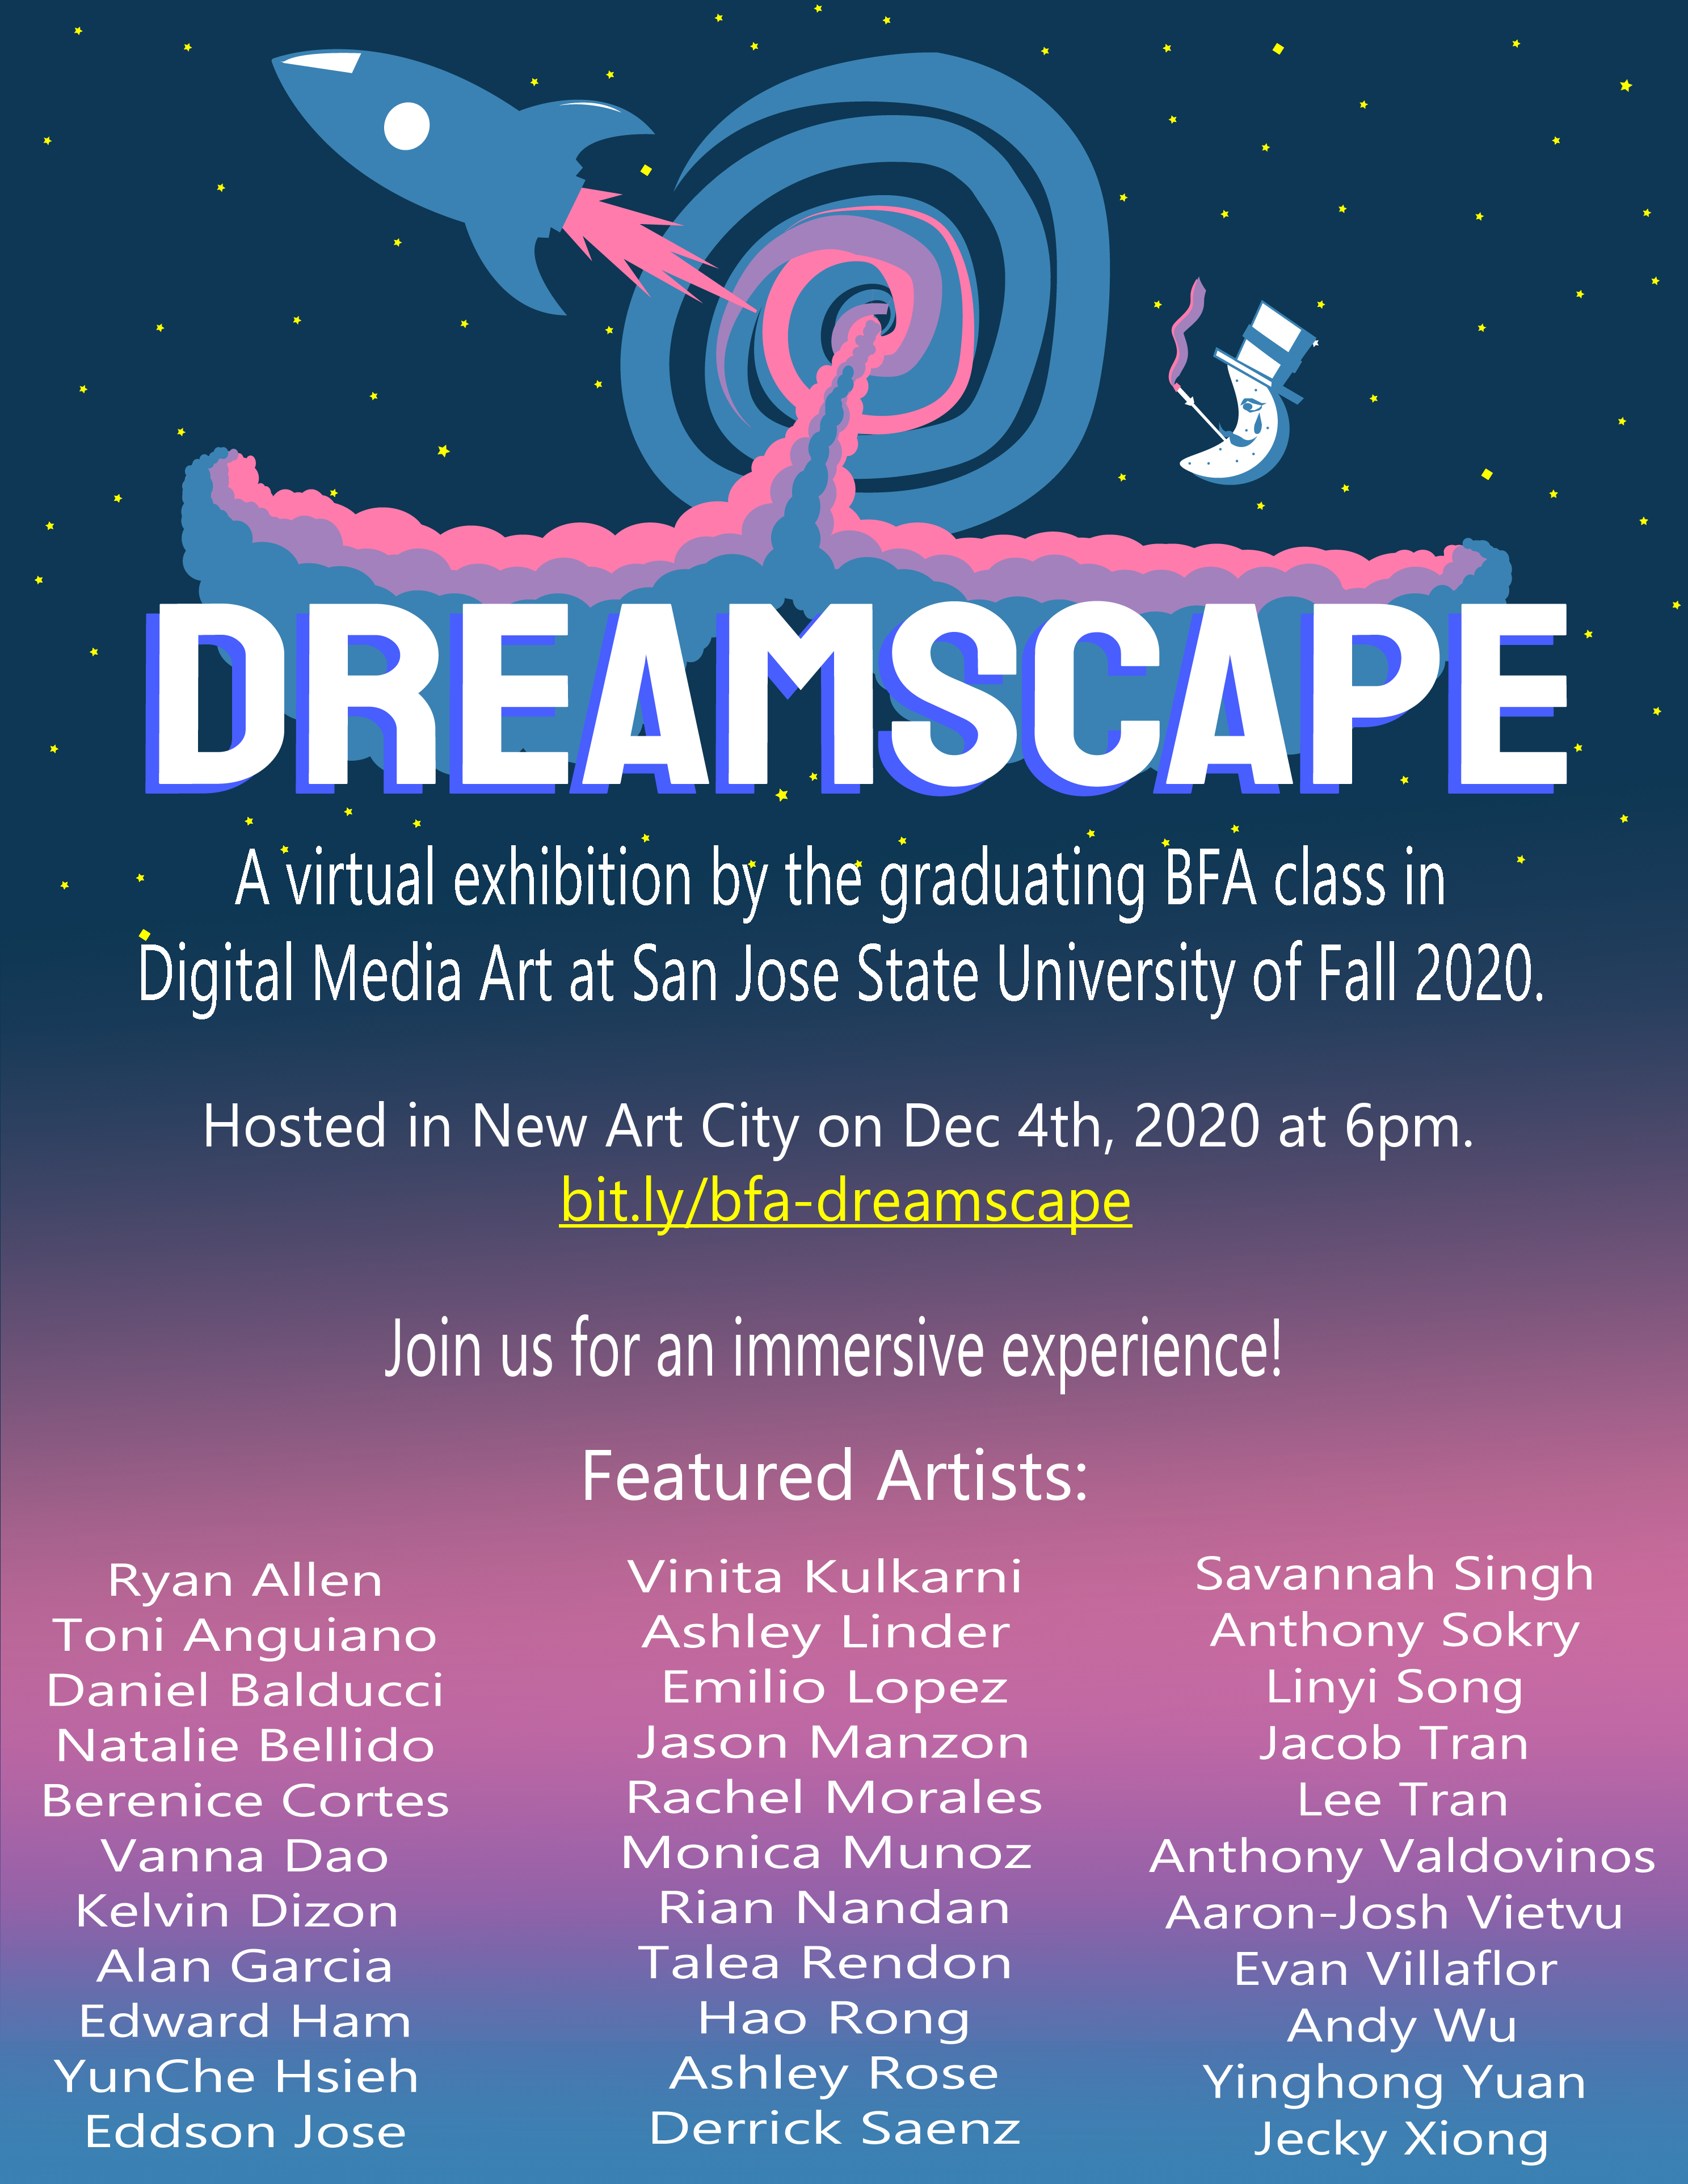 DREAMSCAPE
A virtual exhibition by the graduating BFA class in
Digital Media Art at San Jose State University of Fall 2020.
Hosted in New Art City on Dec 4th, 2020 at 6pm.
bit.ly/bfa-dreamscape
Join us for an immersive experience!
Featured Artists:
Ryan Allen
Toni Anguiano
Daniel Balducci
Natalie Bellido
Berenice Cortes
Vanna Dao
Kelvin Dizon
Alan Garcia
Edward Ham
YunChe Hsieh
Eddson Jose
Vinita Kulkarni
Ashley Linder
Emilio Lopez
Jason Manzon
Rachel Morales
Monica Munoz
Rian Nandan
Talea Rendon
Hao Rong
Ashley Rose
Derrick Saenz
Savannah Singh
Anthony Sokry
Linyi Song
Jacob Tran
Lee Tran
Anthony Valdovinos
Aaron-Josh Vietvu
Evan Villaflor
Andy Wu
Yinghong Yuan
Jecky Xiong